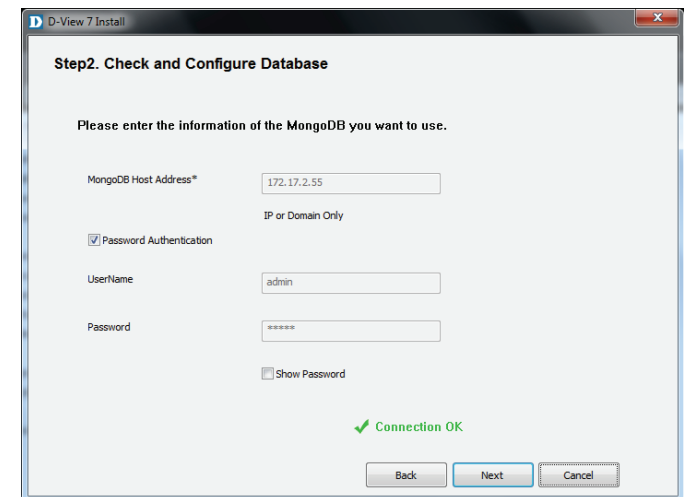 D-View 7 Install
Step2. Check and Configure Database
Please enter the information of the MongoDB you want to use.
MongoDB Host Address*
172.17.2.55
IP or Domain Only
Password Authentication
UserName
admin
Password
*****
Show Password
Connection OK
Back Next Cancel